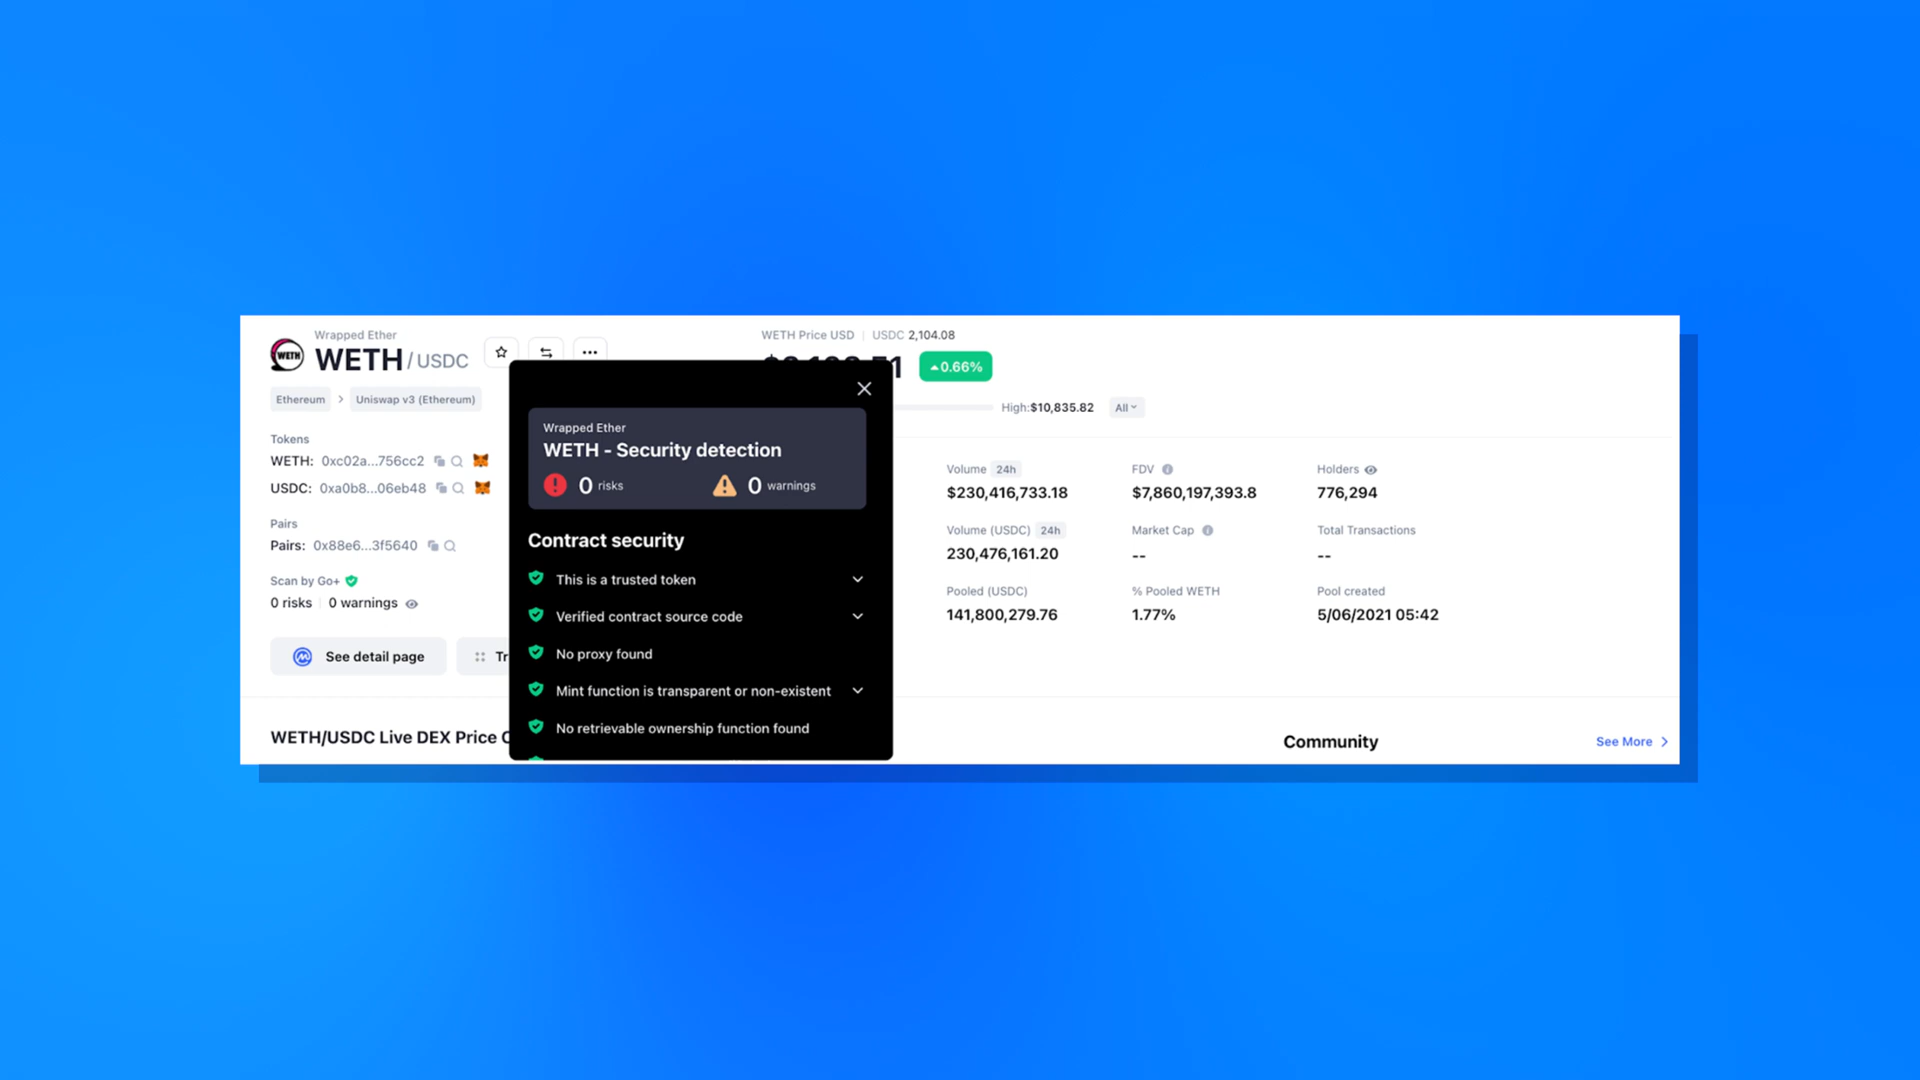 Wrapped Ether
WETH
WETH / USDC
Ethereum > Uniswap v3 (Ethereum)
Tokens
WETH: 0xc02a...756cc2
USDC: 0xa0b8...06eb48
Pairs
Pairs: 0x88e6...3f5640
Scan by Go+
0 risks | 0 warnings
See detail page
WETH/USDC Live DEX Price
WETH Price USD | USDC 2,104.08
0.66%
High:$10,835.82 All
Wrapped Ether
WETH - Security detection
0 risks 0 warnings
Contract security
This is a trusted token
Verified contract source code
No proxy found
Mint function is transparent or non-existent
No retrievable ownership function found
Volume 24h
$230,416,733.18
FDV
$7,860,197,393.8
Holders
776,294
Volume (USDC) 24h
230,476,161.20
Market Cap
--
Total Transactions
--
Pooled (USDC)
141,800,279.76
% Pooled WETH
1.77%
Pool created
5/06/2021 05:42
Community
See More >